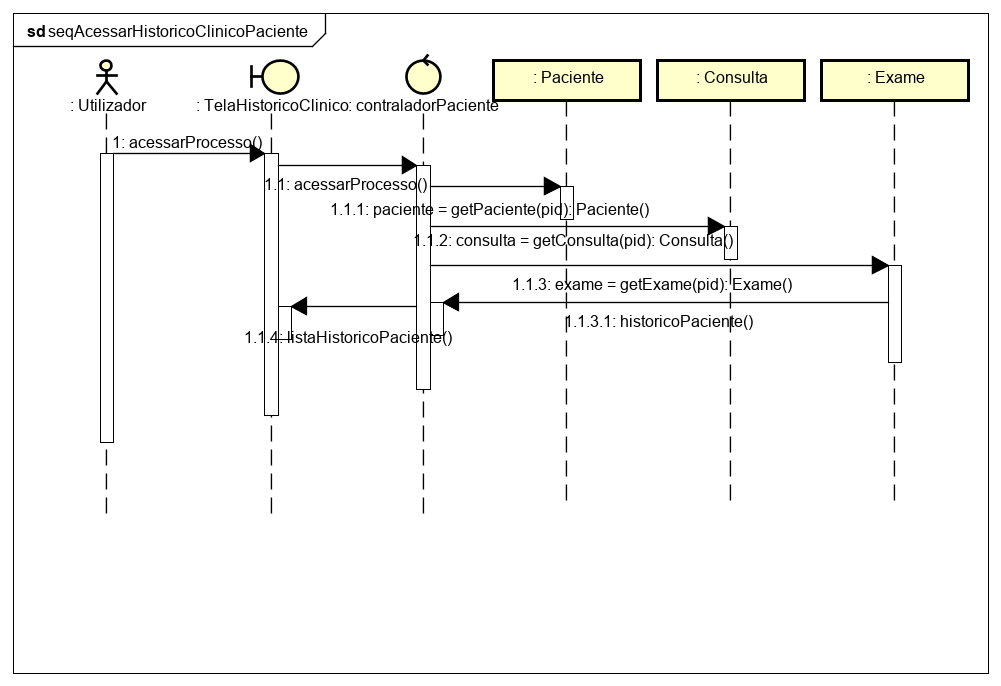 sd seqAcessarHistoricoClinicoPaciente
: Paciente
: Consulta
: Exame
: Utilizador
: TelaHistoricoClinico
: contraladorPaciente
1: acessarProcesso()
1.1: acessarProcesso()
1.1.1: paciente = getPaciente(pid): Paciente()
1.1.2: consulta = getConsulta(pid): Consulta()
1.1.3: exame = getExame(pid): Exame()
1.1.3.1: historicoPaciente()
1.1.4: listaHistoricoPaciente()